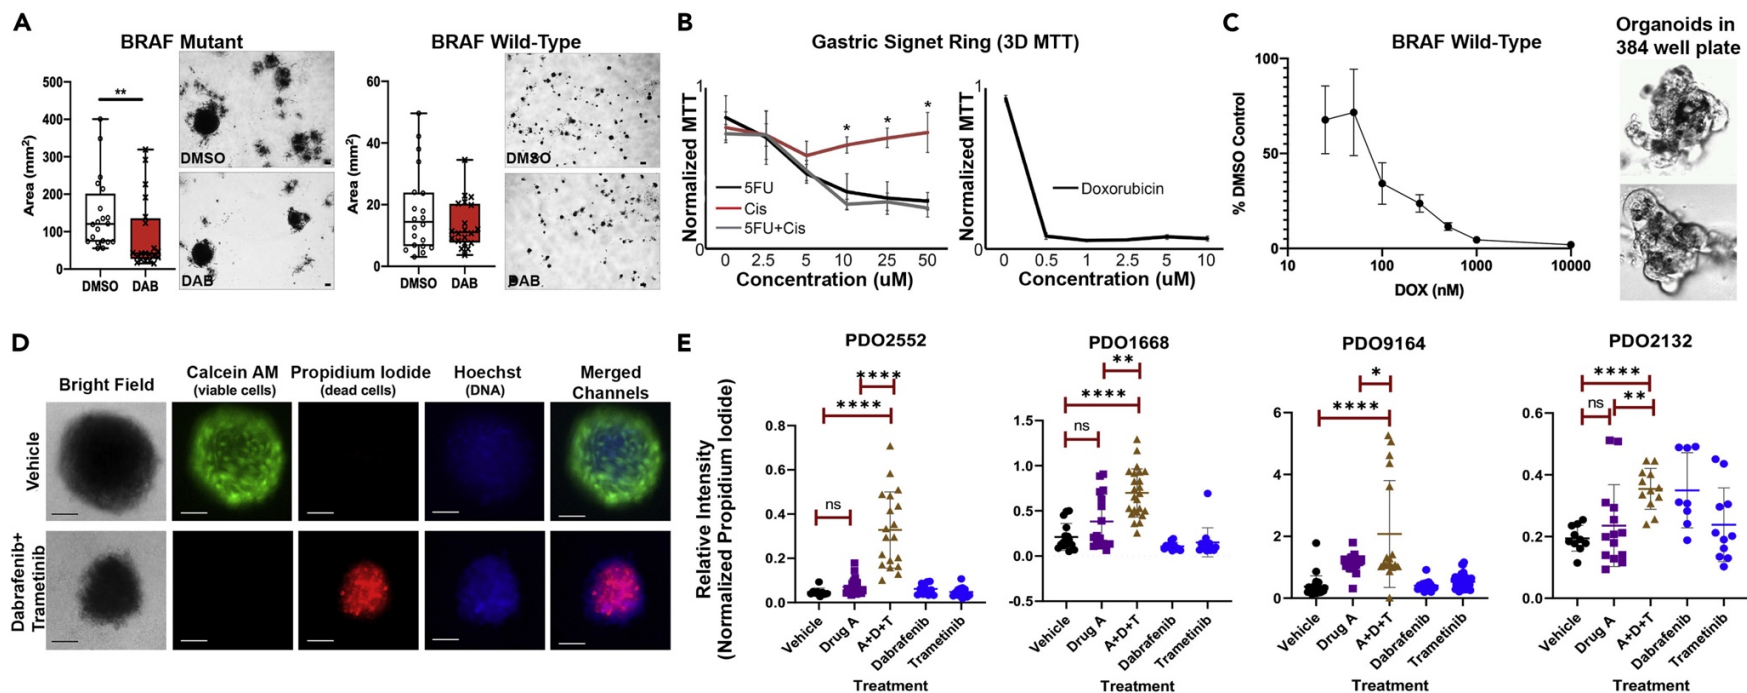 A
BRAF Mutant
BRAF Wild-Type
Area (mm²)
500
400
300
200
100
0
**
DMSO
DAB
DMSO
DAB
Area (mm²)
60
40
20
0
DMSO
DAB
DMSO
DAB
B
Gastric Signet Ring (3D MTT)
Normalized MTT
1
0
* * *
5FU
Cis
5FU+Cis
0 2.5 5 10 25 50
Concentration (uM)
Normalized MTT
1
0
Doxorubicin
0 0.5 1 2.5 5 10
Concentration (uM)
C
BRAF Wild-Type
Organoids in
384 well plate
% DMSO Control
100
50
0
10 100 1000 10000
DOX (nM)
D
Bright Field
Calcein AM
(viable cells)
Propidium Iodide
(dead cells)
Hoechst
(DNA)
Merged
Channels
Vehicle
Dabrafenib+
Trametinib
E
Relative Intensity
(Normalized Propidium Iodide)
PDO2552
****
****
ns
0.8
0.6
0.4
0.2
0.0
Vehicle
Drug A
A+D+T
Dabrafenib
Trametinib
Treatment
PDO1668
**
****
ns
1.5
1.0
0.5
0.0
-0.5
Vehicle
Drug A
A+D+T
Dabrafenib
Trametinib
Treatment
PDO9164
*
****
6
4
2
0
Vehicle
Drug A
A+D+T
Dabrafenib
Trametinib
Treatment
PDO2132
****
ns
**
0.6
0.4
0.2
0.0
Vehicle
Drug A
A+D+T
Dabrafenib
Trametinib
Treatment